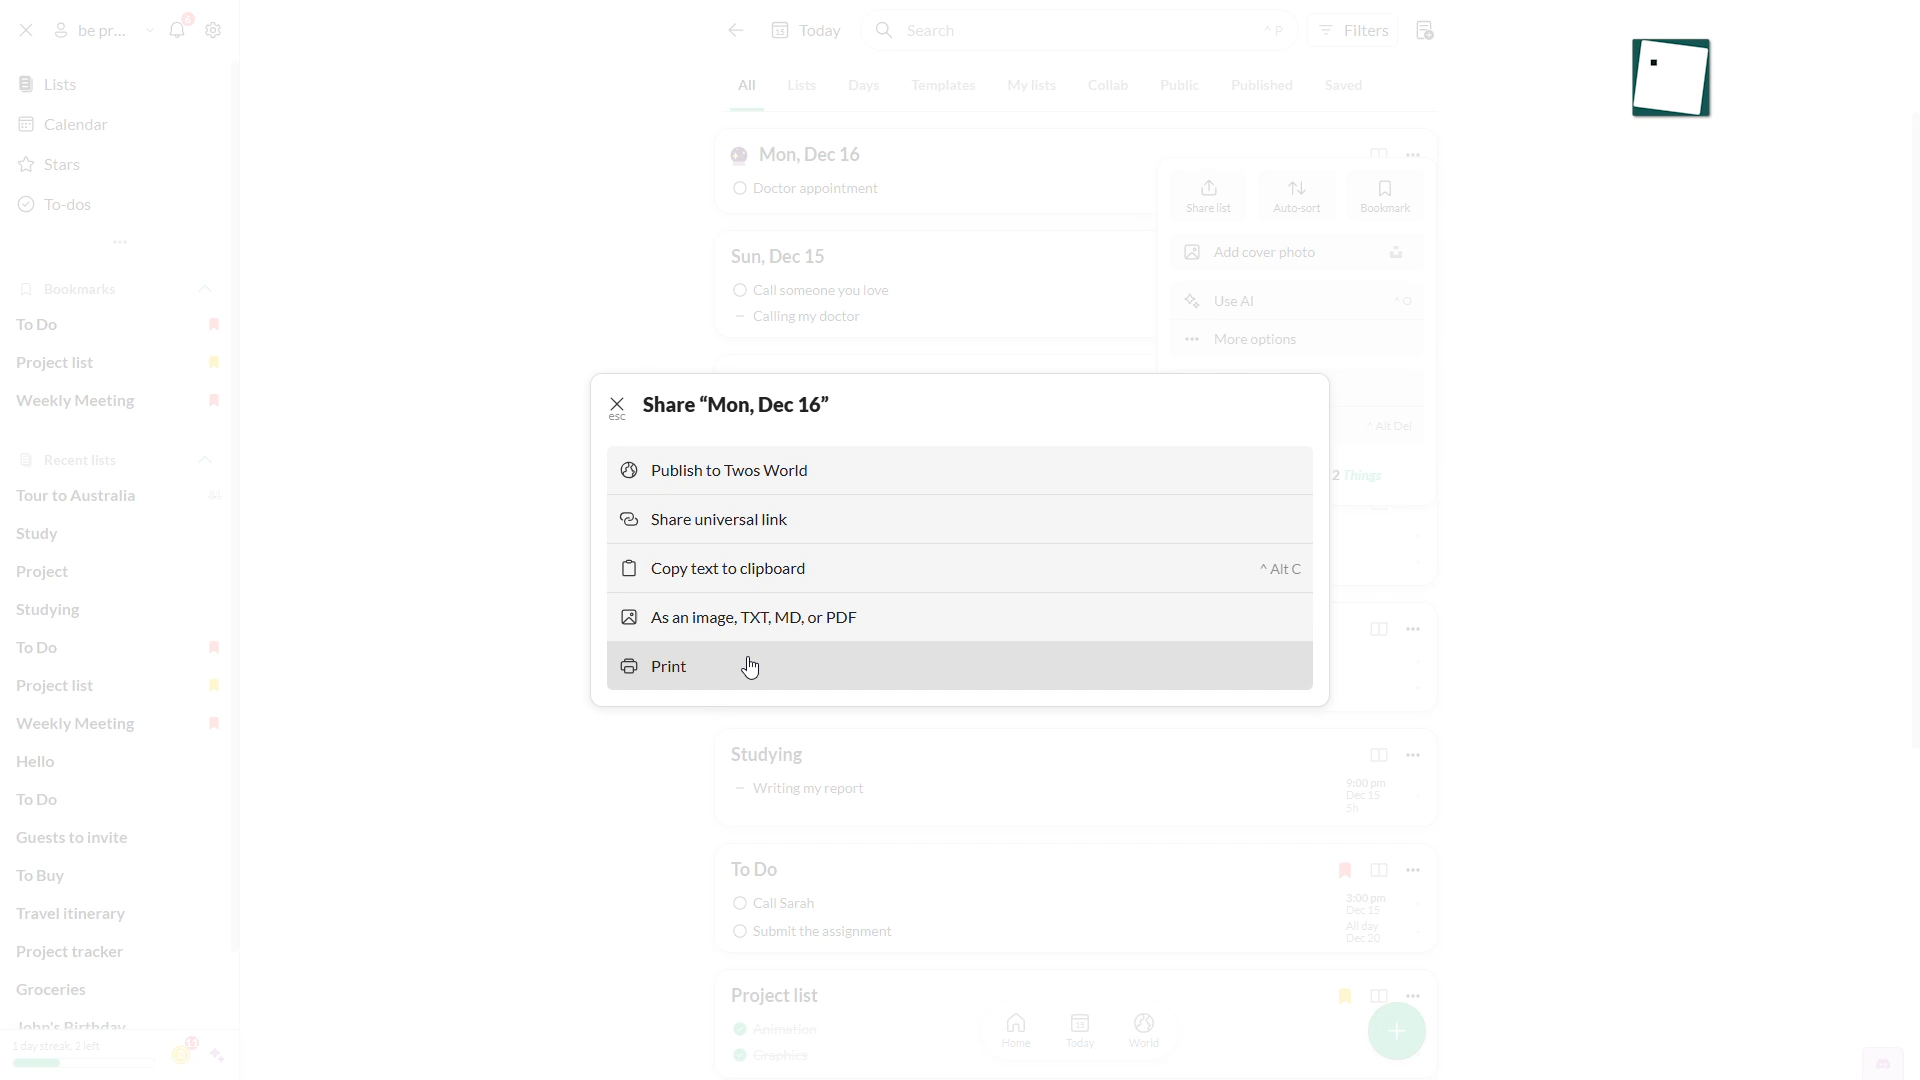 be pr...
6
Lists
Calendar
Stars
To-dos
Bookmarks
To Do
Project list
Weekly Meeting
Recent lists
Tour to Australia
Study
Project
Studying
To Do
Project list
Weekly Meeting
Hello
To Do
Guests to invite
To Buy
Travel itinerary
Project tracker
Groceries
John's Birthday
1 day streak, 2 left
11
13
Today
Search
^ P
Filters
All
Lists
Days
Templates
My lists
Collab
Public
Published
Saved
Mon, Dec 16
Doctor appointment
Sun, Dec 15
Call someone you love
Calling my doctor
Share list
Auto-sort
Bookmark
Add cover photo
Use AI
^ O
More options
^ Alt Del
2 Things
Share “Mon, Dec 16”
esc
Publish to Twos World
Share universal link
Copy text to clipboard
^ Alt C
As an image, TXT, MD, or PDF
Print
Studying
Writing my report
9:00 pm
Dec 15
5h
To Do
Call Sarah
3:00 pm
Dec 15
Submit the assignment
All day
Dec 20
Project list
Animation
Graphics
Home
13
Today
World